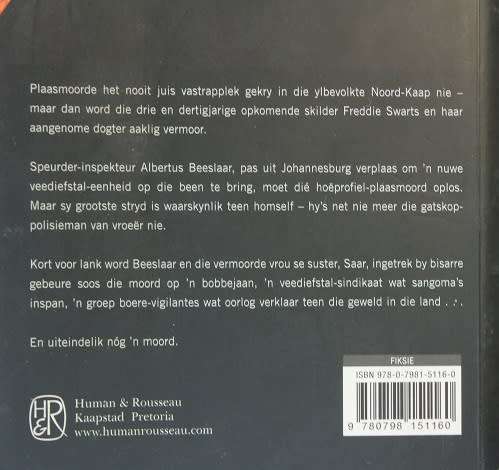 Plaasmoorde het nooit juis vastrapplek gekry in die ylbevolkte Noord-Kaap nie –
maar dan word die drie en dertigjarige opkomende skilder Freddie Swarts en haar
aangenome dogter aaklig vermoor.
Speurder-inspekteur Albertus Beeslaar, pas uit Johannesburg verplaas om 'n nuwe
veediefstal-eenheid op die been te bring, moet dié hoëprofiel-plaasmoord oplos.
Maar sy grootste stryd is waarskynlik teen homself – hy's net nie meer die gatskop-
polisieman van vroeër nie.
Kort voor lank word Beeslaar en die vermoorde vrou se suster, Saar, ingetrek by bisarre
gebeure soos die moord op 'n bobbejaan, 'n veediefstal-sindikaat wat sangoma's
inspan, 'n groep boere-vigilantes wat oorlog verklaar teen die geweld in die land . . .
En uiteindelik nóg 'n moord.
FIKSIE
ISBN 978-0-7981-5116-0
9 780798 151160
H&R
Human & Rousseau
Kaapstad Pretoria
www.humanrousseau.com